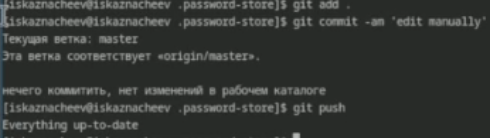 [iskaznacheev@iskaznacheev .password-store]$ git add .
[iskaznacheev@iskaznacheev .password-store]$ git commit -am 'edit manually'
Текущая ветка: master
Эта ветка соответствует «origin/master».
нечего коммитить, нет изменений в рабочем каталоге
[iskaznacheev@iskaznacheev .password-store]$ git push
Everything up-to-date